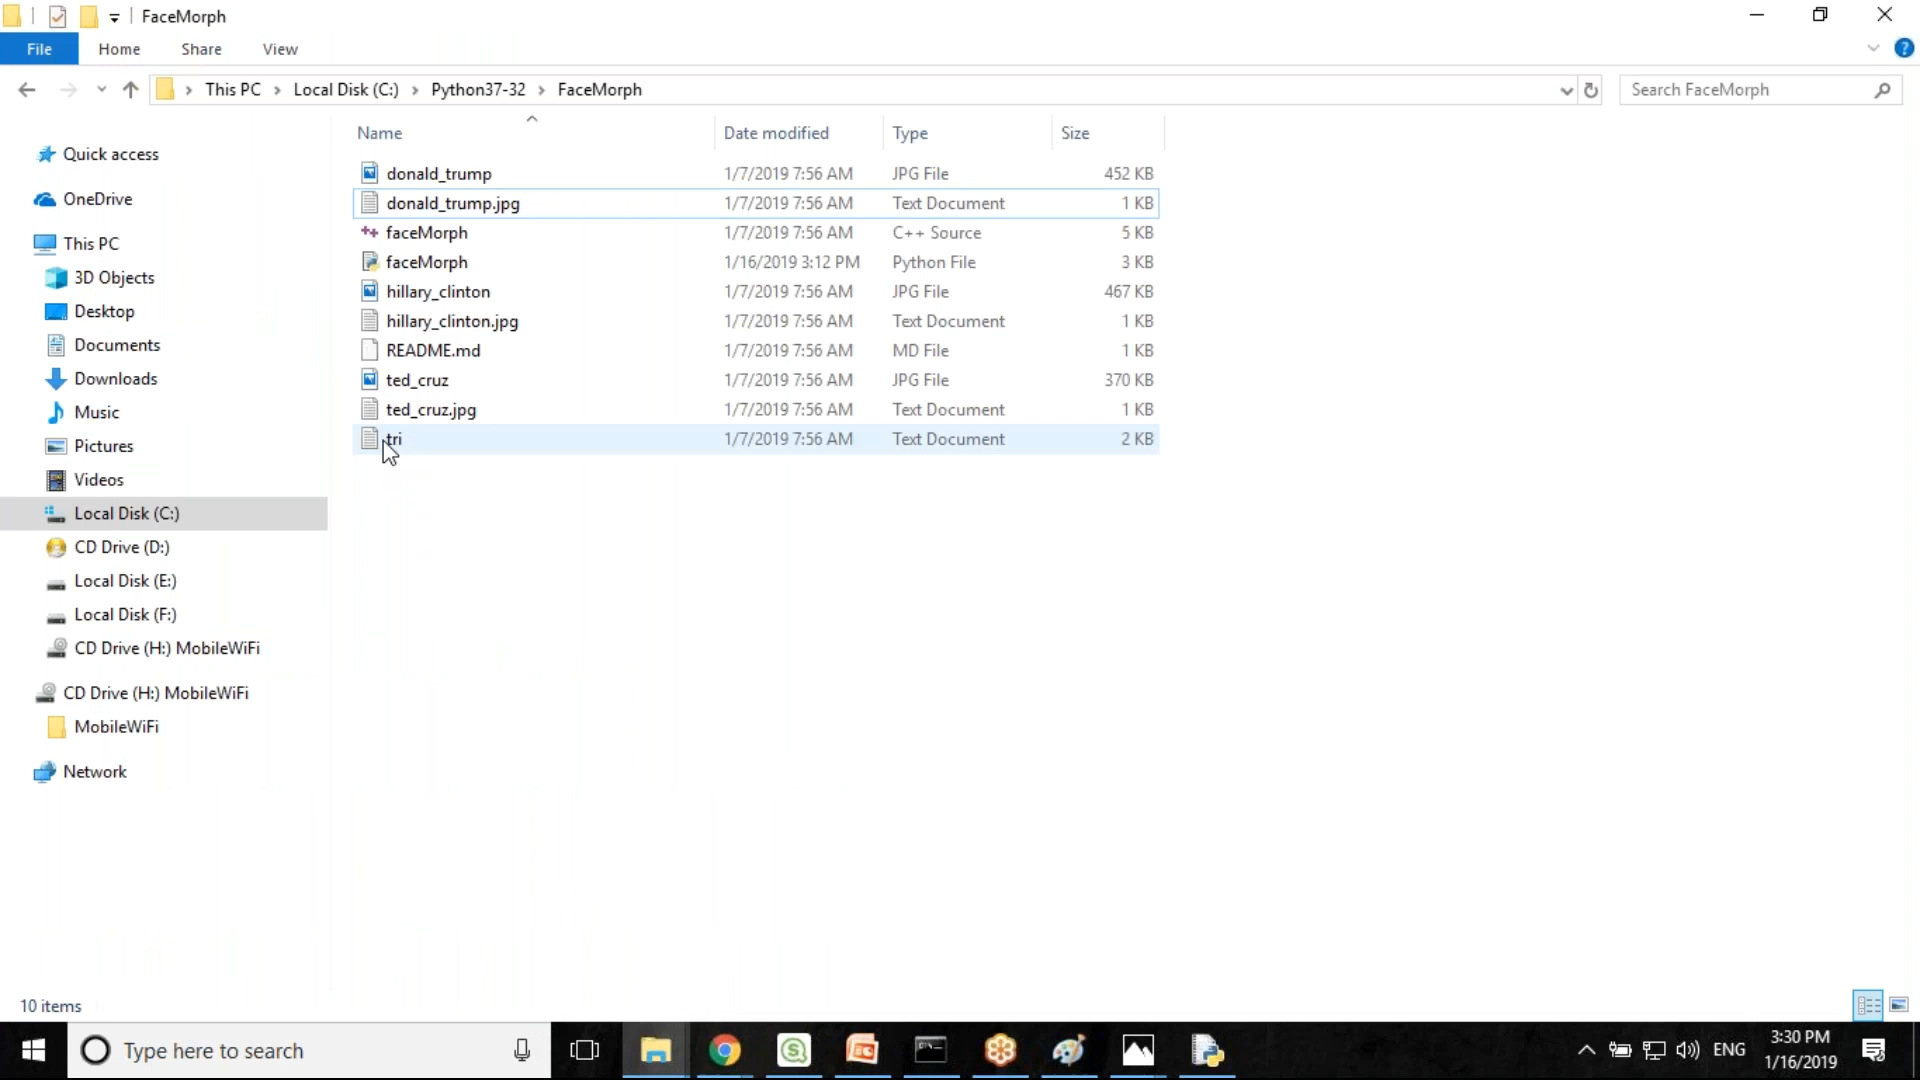 FaceMorph
File Home Share View
This PC Local Disk (C:) Python37-32 FaceMorph
Search FaceMorph
Name Date modified Type Size
Quick access
OneDrive
This PC
3D Objects
Desktop
Documents
Downloads
Music
Pictures
Videos
Local Disk (C:)
CD Drive (D:)
Local Disk (E:)
Local Disk (F:)
CD Drive (H:) MobileWiFi
CD Drive (H:) MobileWiFi
MobileWiFi
Network
donald_trump 1/7/2019 7:56 AM JPG File 452 KB
donald_trump.jpg 1/7/2019 7:56 AM Text Document 1 KB
faceMorph 1/7/2019 7:56 AM C++ Source 5 KB
faceMorph 1/16/2019 3:12 PM Python File 3 KB
hillary_clinton 1/7/2019 7:56 AM JPG File 467 KB
hillary_clinton.jpg 1/7/2019 7:56 AM Text Document 1 KB
README.md 1/7/2019 7:56 AM MD File 1 KB
ted_cruz 1/7/2019 7:56 AM JPG File 370 KB
ted_cruz.jpg 1/7/2019 7:56 AM Text Document 1 KB
tri 1/7/2019 7:56 AM Text Document 2 KB
10 items
Type here to search
ENG
3:30 PM
1/16/2019